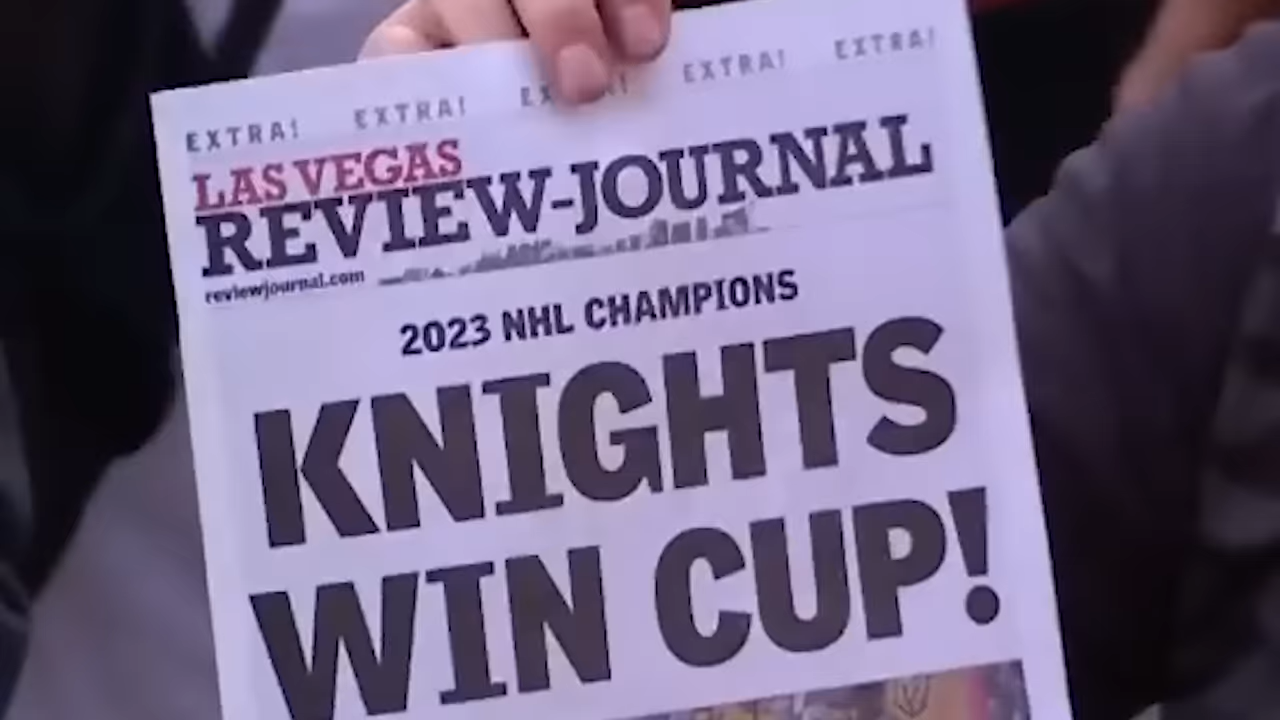 EXTRA! EXTRA! EXTRA! EXTRA!
LAS VEGAS
REVIEW-JOURNAL
reviewjournal.com
2023 NHL CHAMPIONS
KNIGHTS
WIN CUP!